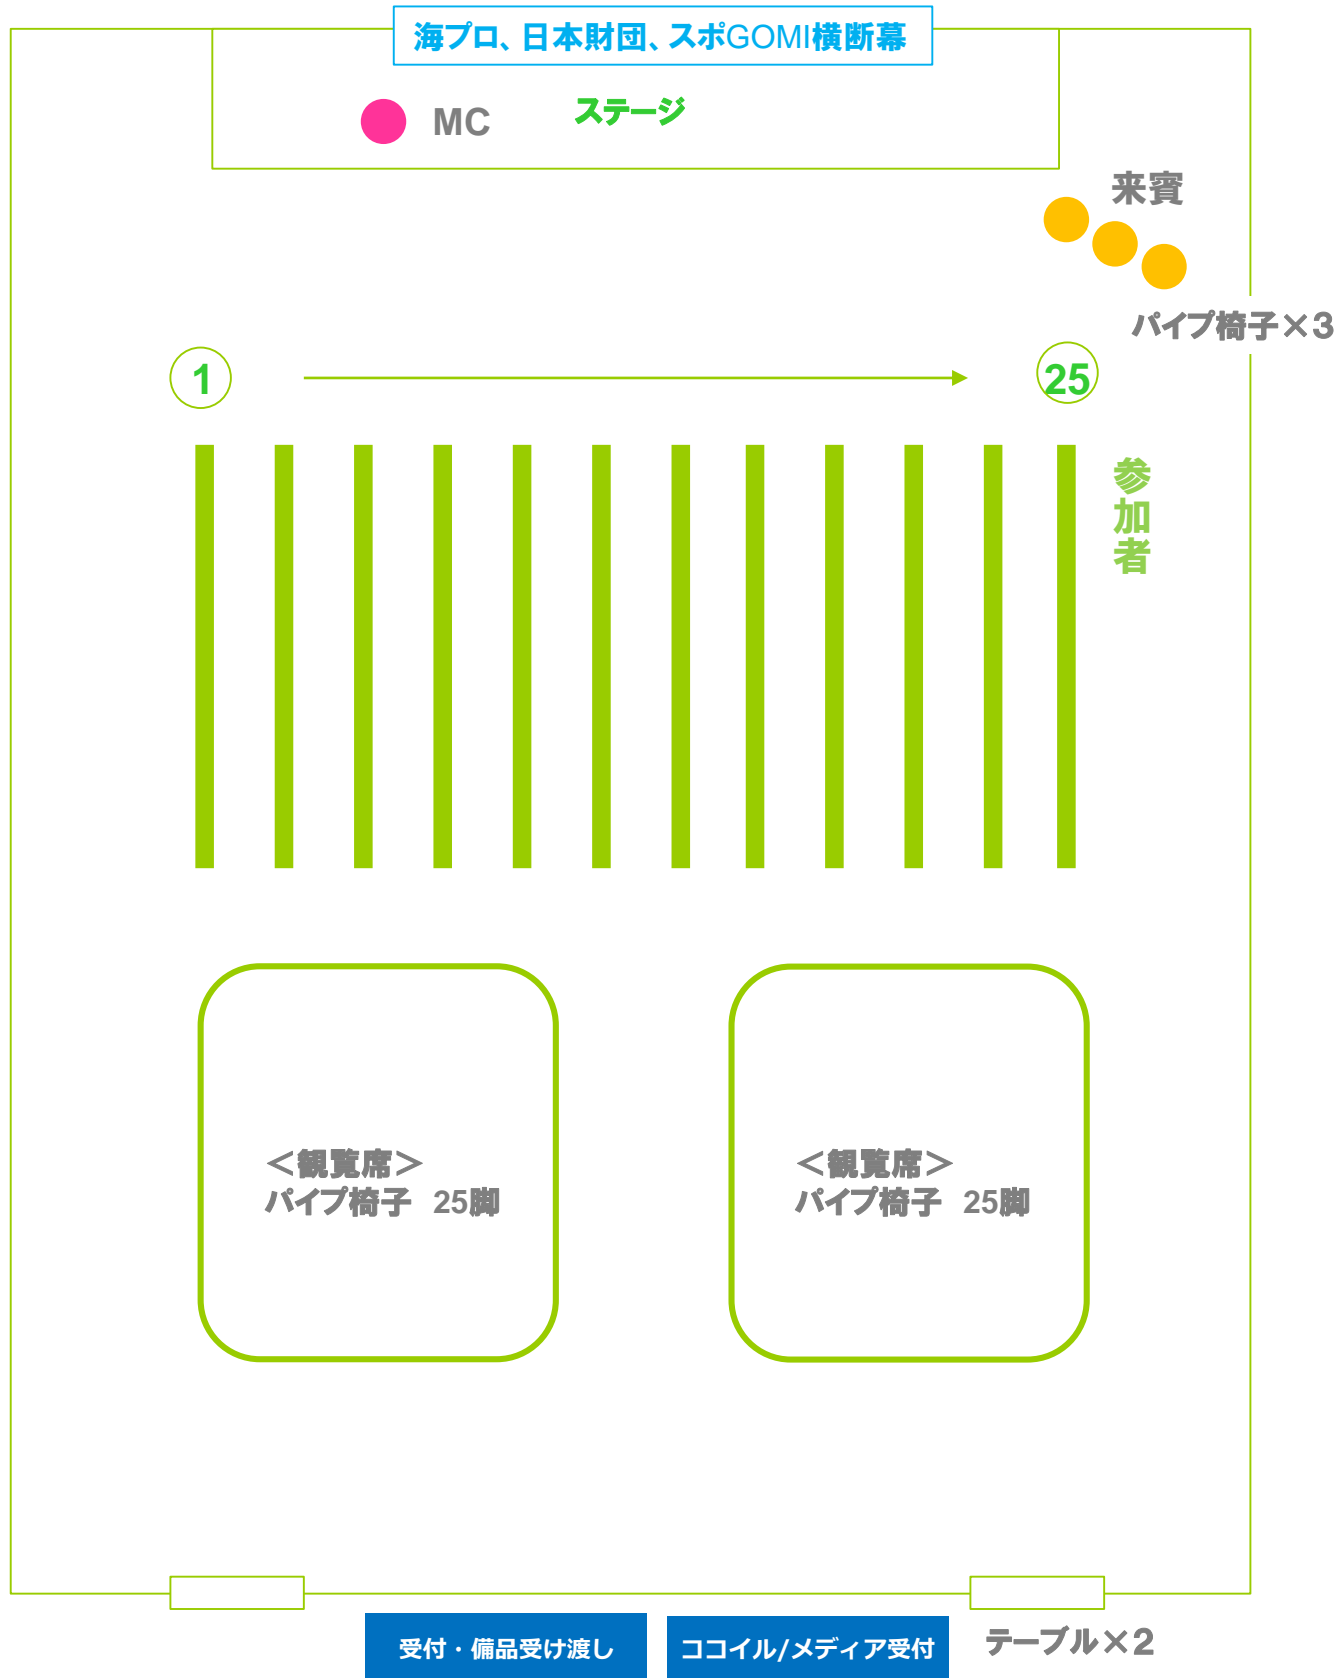 海プロ、日本財団、スポGOMI横断幕
MC
ステージ
来賓
パイプ椅子×3
1
25
参加者
＜観覧席＞
パイプ椅子　25脚
＜観覧席＞
パイプ椅子　25脚
受付・備品受け渡し
ココイル/メディア受付
テーブル×2